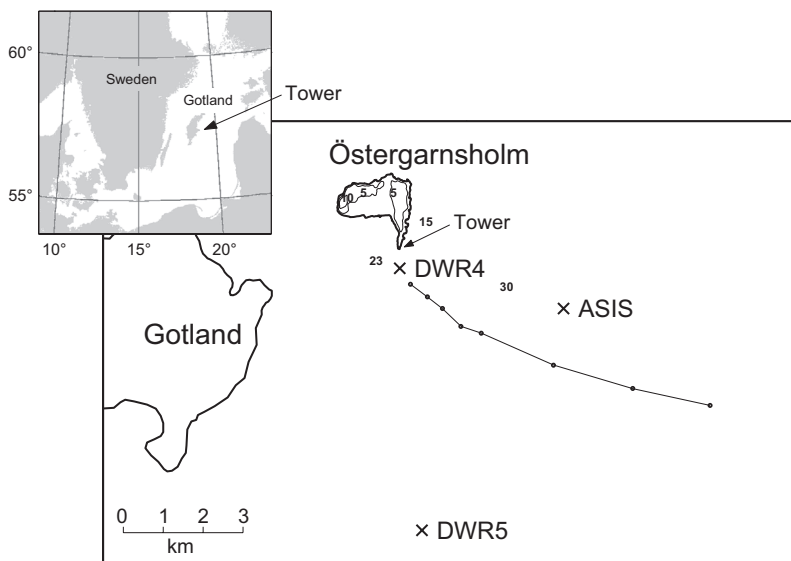 60°
Sweden
Gotland
Tower
55°
10°
15°
20°
Östergarnsholm
10
5
5
15
Tower
23
DWR4
30
ASIS
Gotland
0 1 2 3
km
DWR5